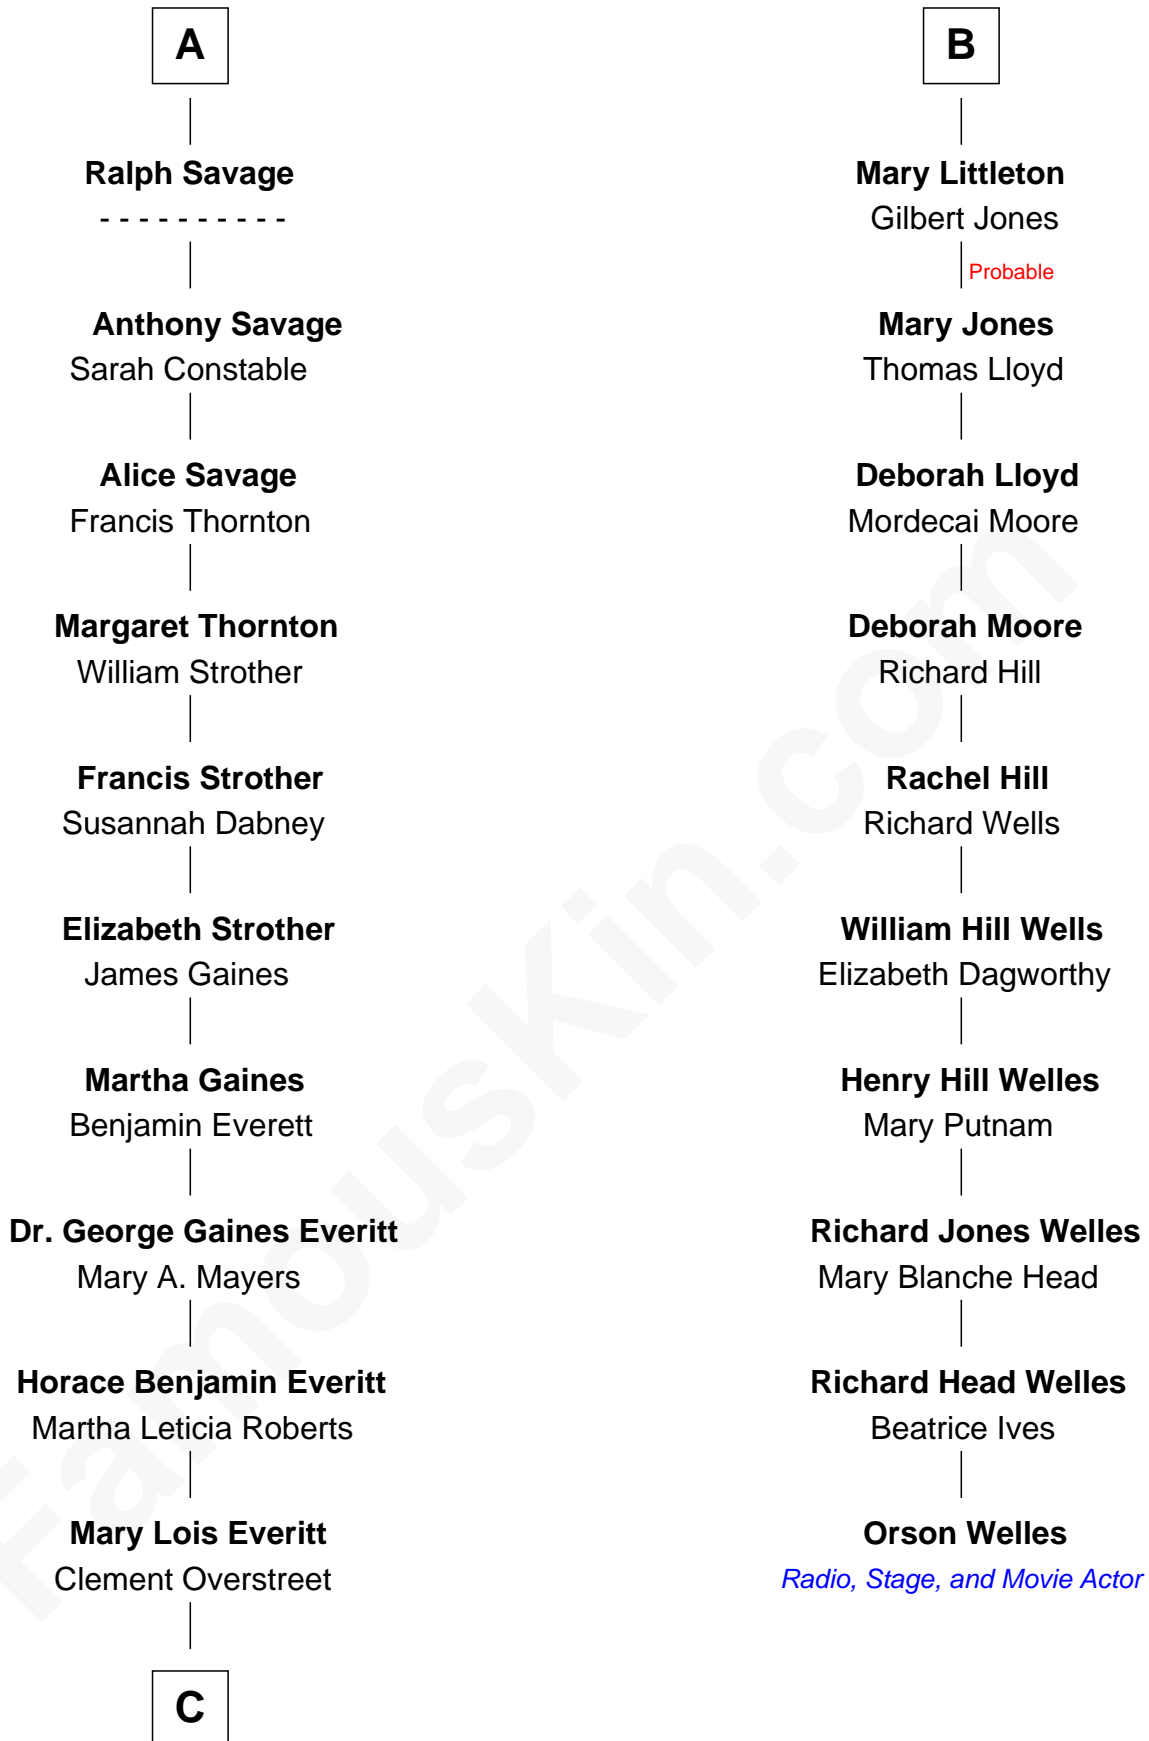 A
Ralph Savage
- - - - - - - - - -
Anthony Savage
Sarah Constable
Alice Savage
Francis Thornton
Margaret Thornton
William Strother
Francis Strother
Susannah Dabney
Elizabeth Strother
James Gaines
Martha Gaines
Benjamin Everett
Dr. George Gaines Everitt
Mary A. Mayers
Horace Benjamin Everitt
Martha Leticia Roberts
Mary Lois Everitt
Clement Overstreet
C
B
Mary Littleton
Gilbert Jones
Probable
Mary Jones
Thomas Lloyd
Deborah Lloyd
Mordecai Moore
Deborah Moore
Richard Hill
Rachel Hill
Richard Wells
William Hill Wells
Elizabeth Dagworthy
Henry Hill Welles
Mary Putnam
Richard Jones Welles
Mary Blanche Head
Richard Head Welles
Beatrice Ives
Orson Welles
Radio, Stage, and Movie Actor
FamousKin.com